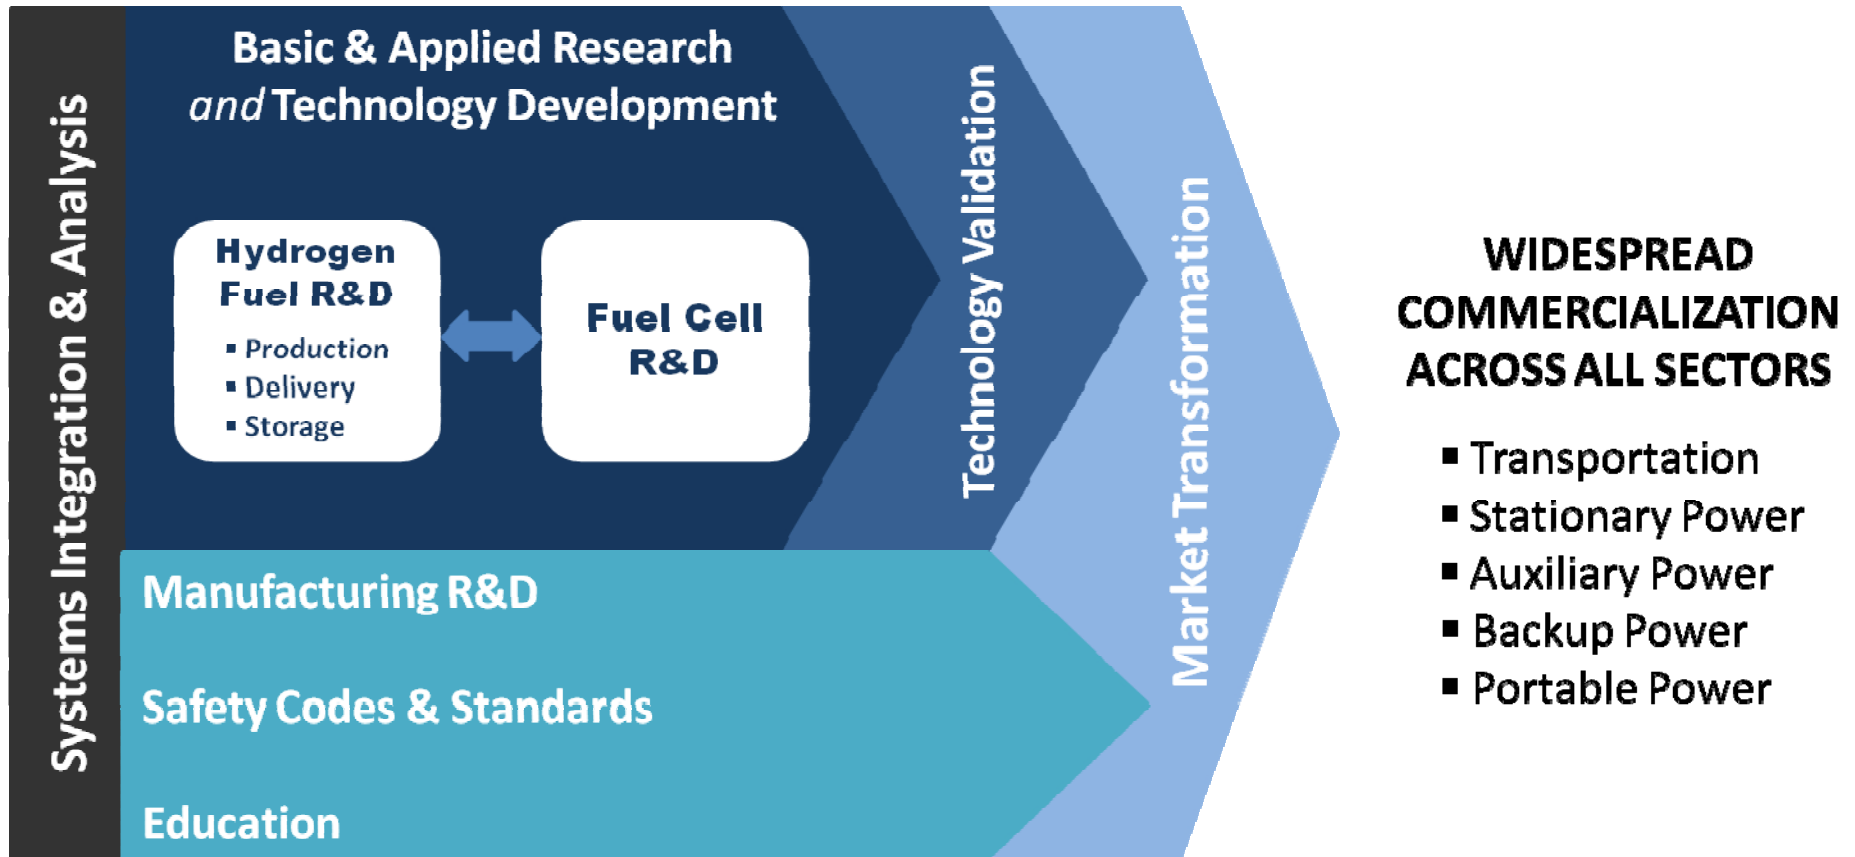 Systems Integration & Analysis
Basic & Applied Research
and Technology Development
Hydrogen
Fuel R&D
▪ Production
▪ Delivery
▪ Storage
Fuel Cell
R&D
Technology Validation
Market Transformation
Manufacturing R&D
Safety Codes & Standards
Education
WIDESPREAD
COMMERCIALIZATION
ACROSS ALL SECTORS
▪ Transportation
▪ Stationary Power
▪ Auxiliary Power
▪ Backup Power
▪ Portable Power